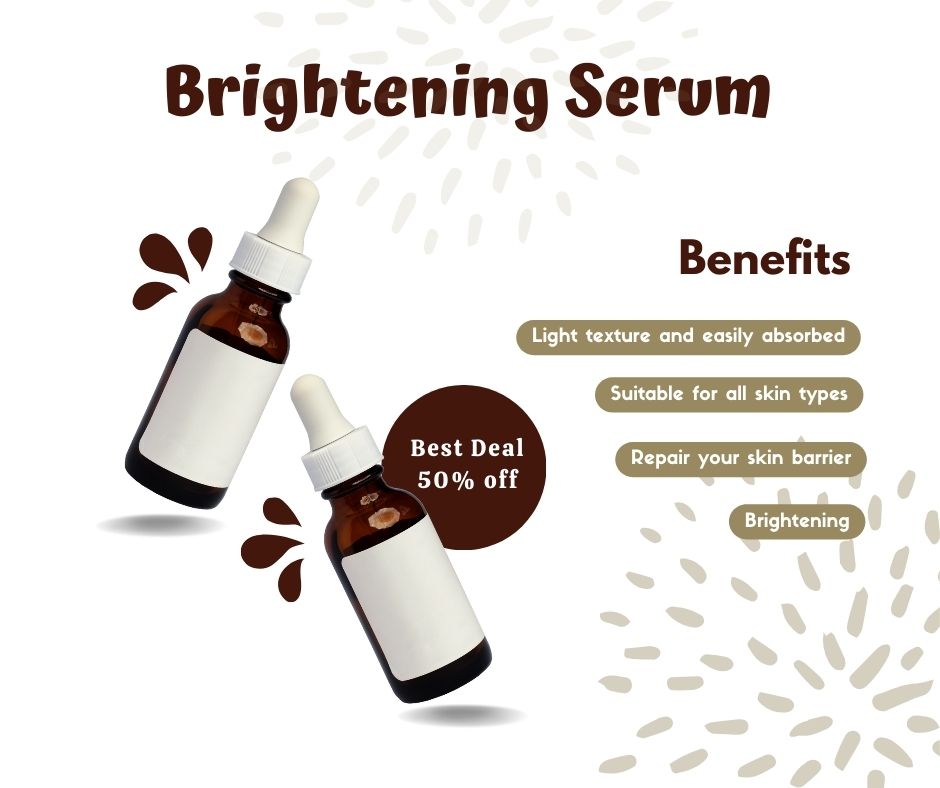 Brightening Serum
Benefits
Light texture and easily absorbed
Suitable for all skin types
Repair your skin barrier
Brightening
Best Deal
50% off